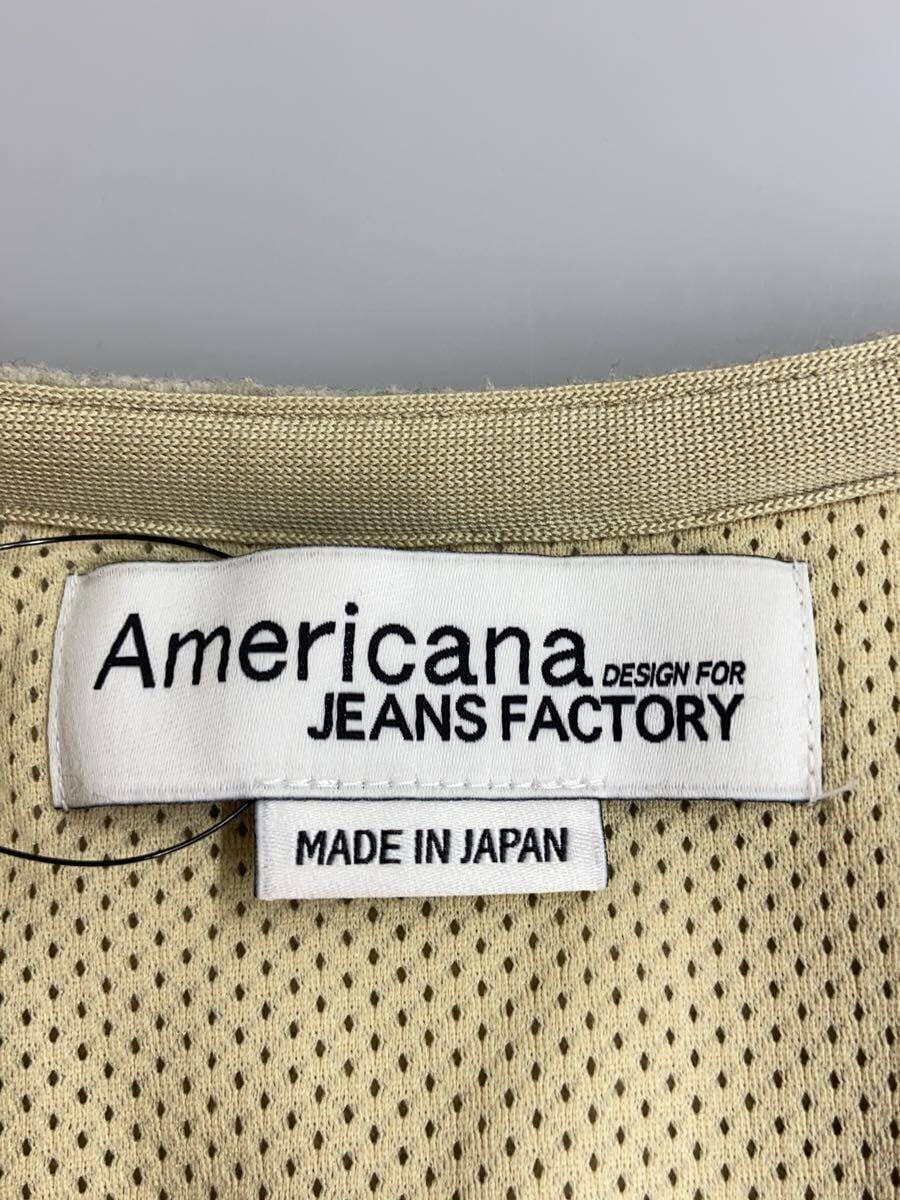 Americana DESIGN FOR
JEANS FACTORY
MADE IN JAPAN